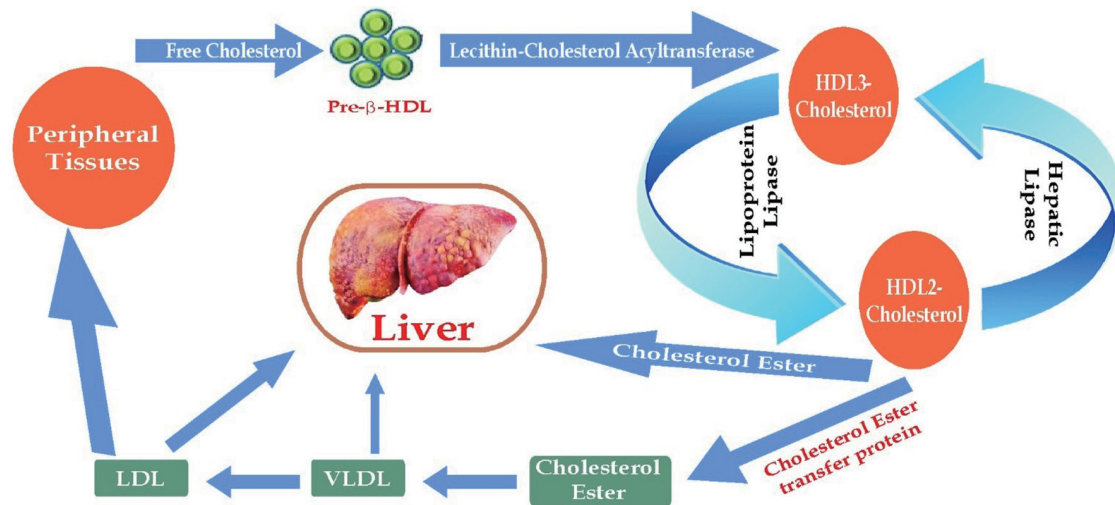 Free Cholesterol
Pre-β-HDL
Lecithin-Cholesterol Acyltransferase
HDL3-
Cholesterol
Peripheral
Tissues
Lipoprotein
Lipase
Hepatic
Lipase
Liver
HDL2-
Cholesterol
Cholesterol Ester
Cholesterol Ester
transfer protein
Cholesterol
Ester
VLDL
LDL